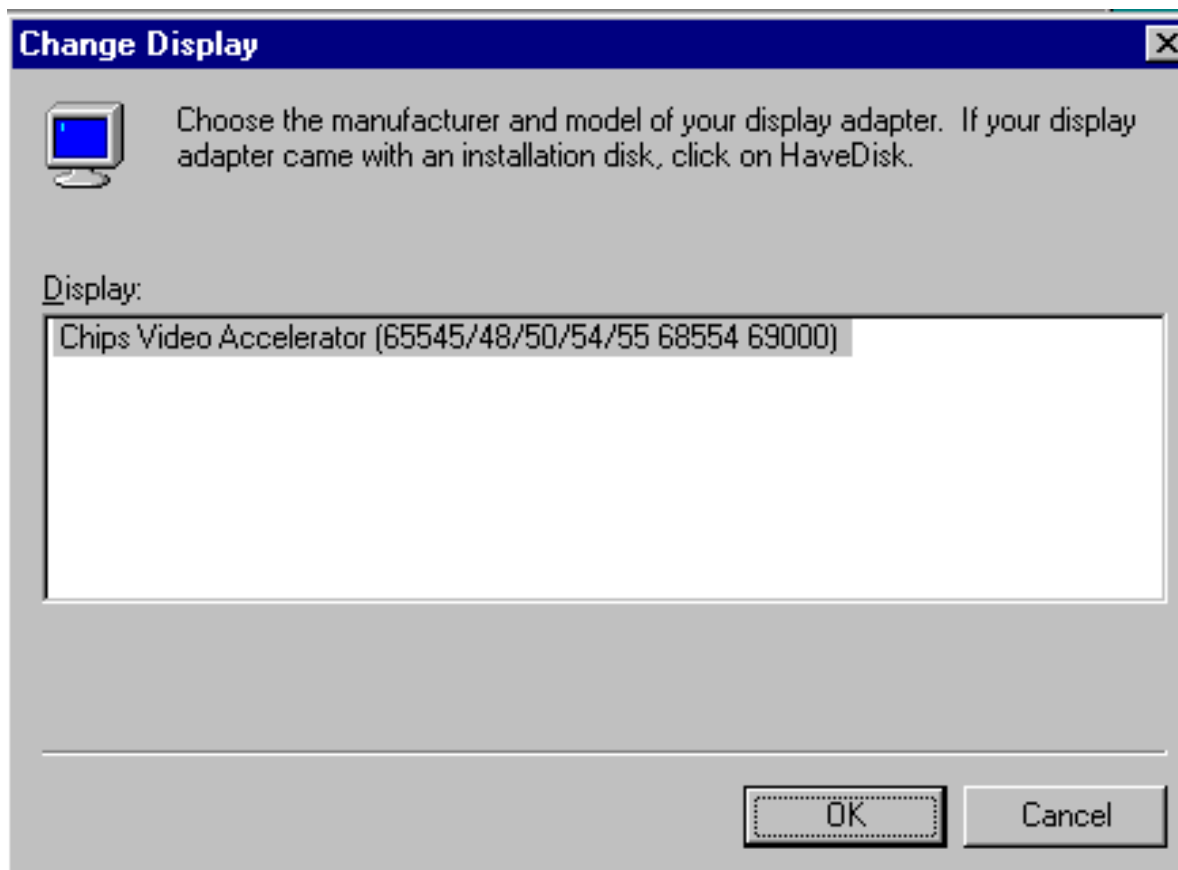 Change Display
Choose the manufacturer and model of your display adapter.  If your display
adapter came with an installation disk, click on HaveDisk.
Display:
Chips Video Accelerator (65545/48/50/54/55 68554 69000)
OK
Cancel